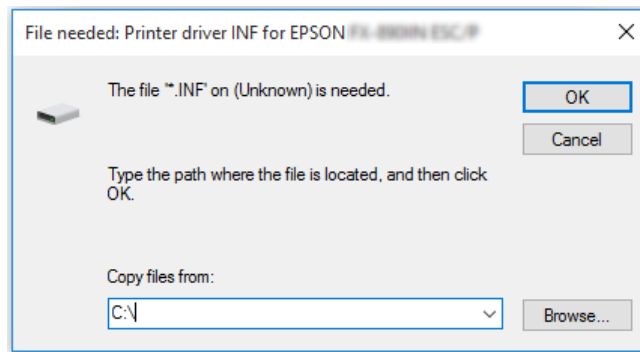 File needed: Printer driver INF for EPSON
The file '*.INF' on (Unknown) is needed.
OK
Cancel
Type the path where the file is located, and then click
OK.
Copy files from:
C:\
Browse...